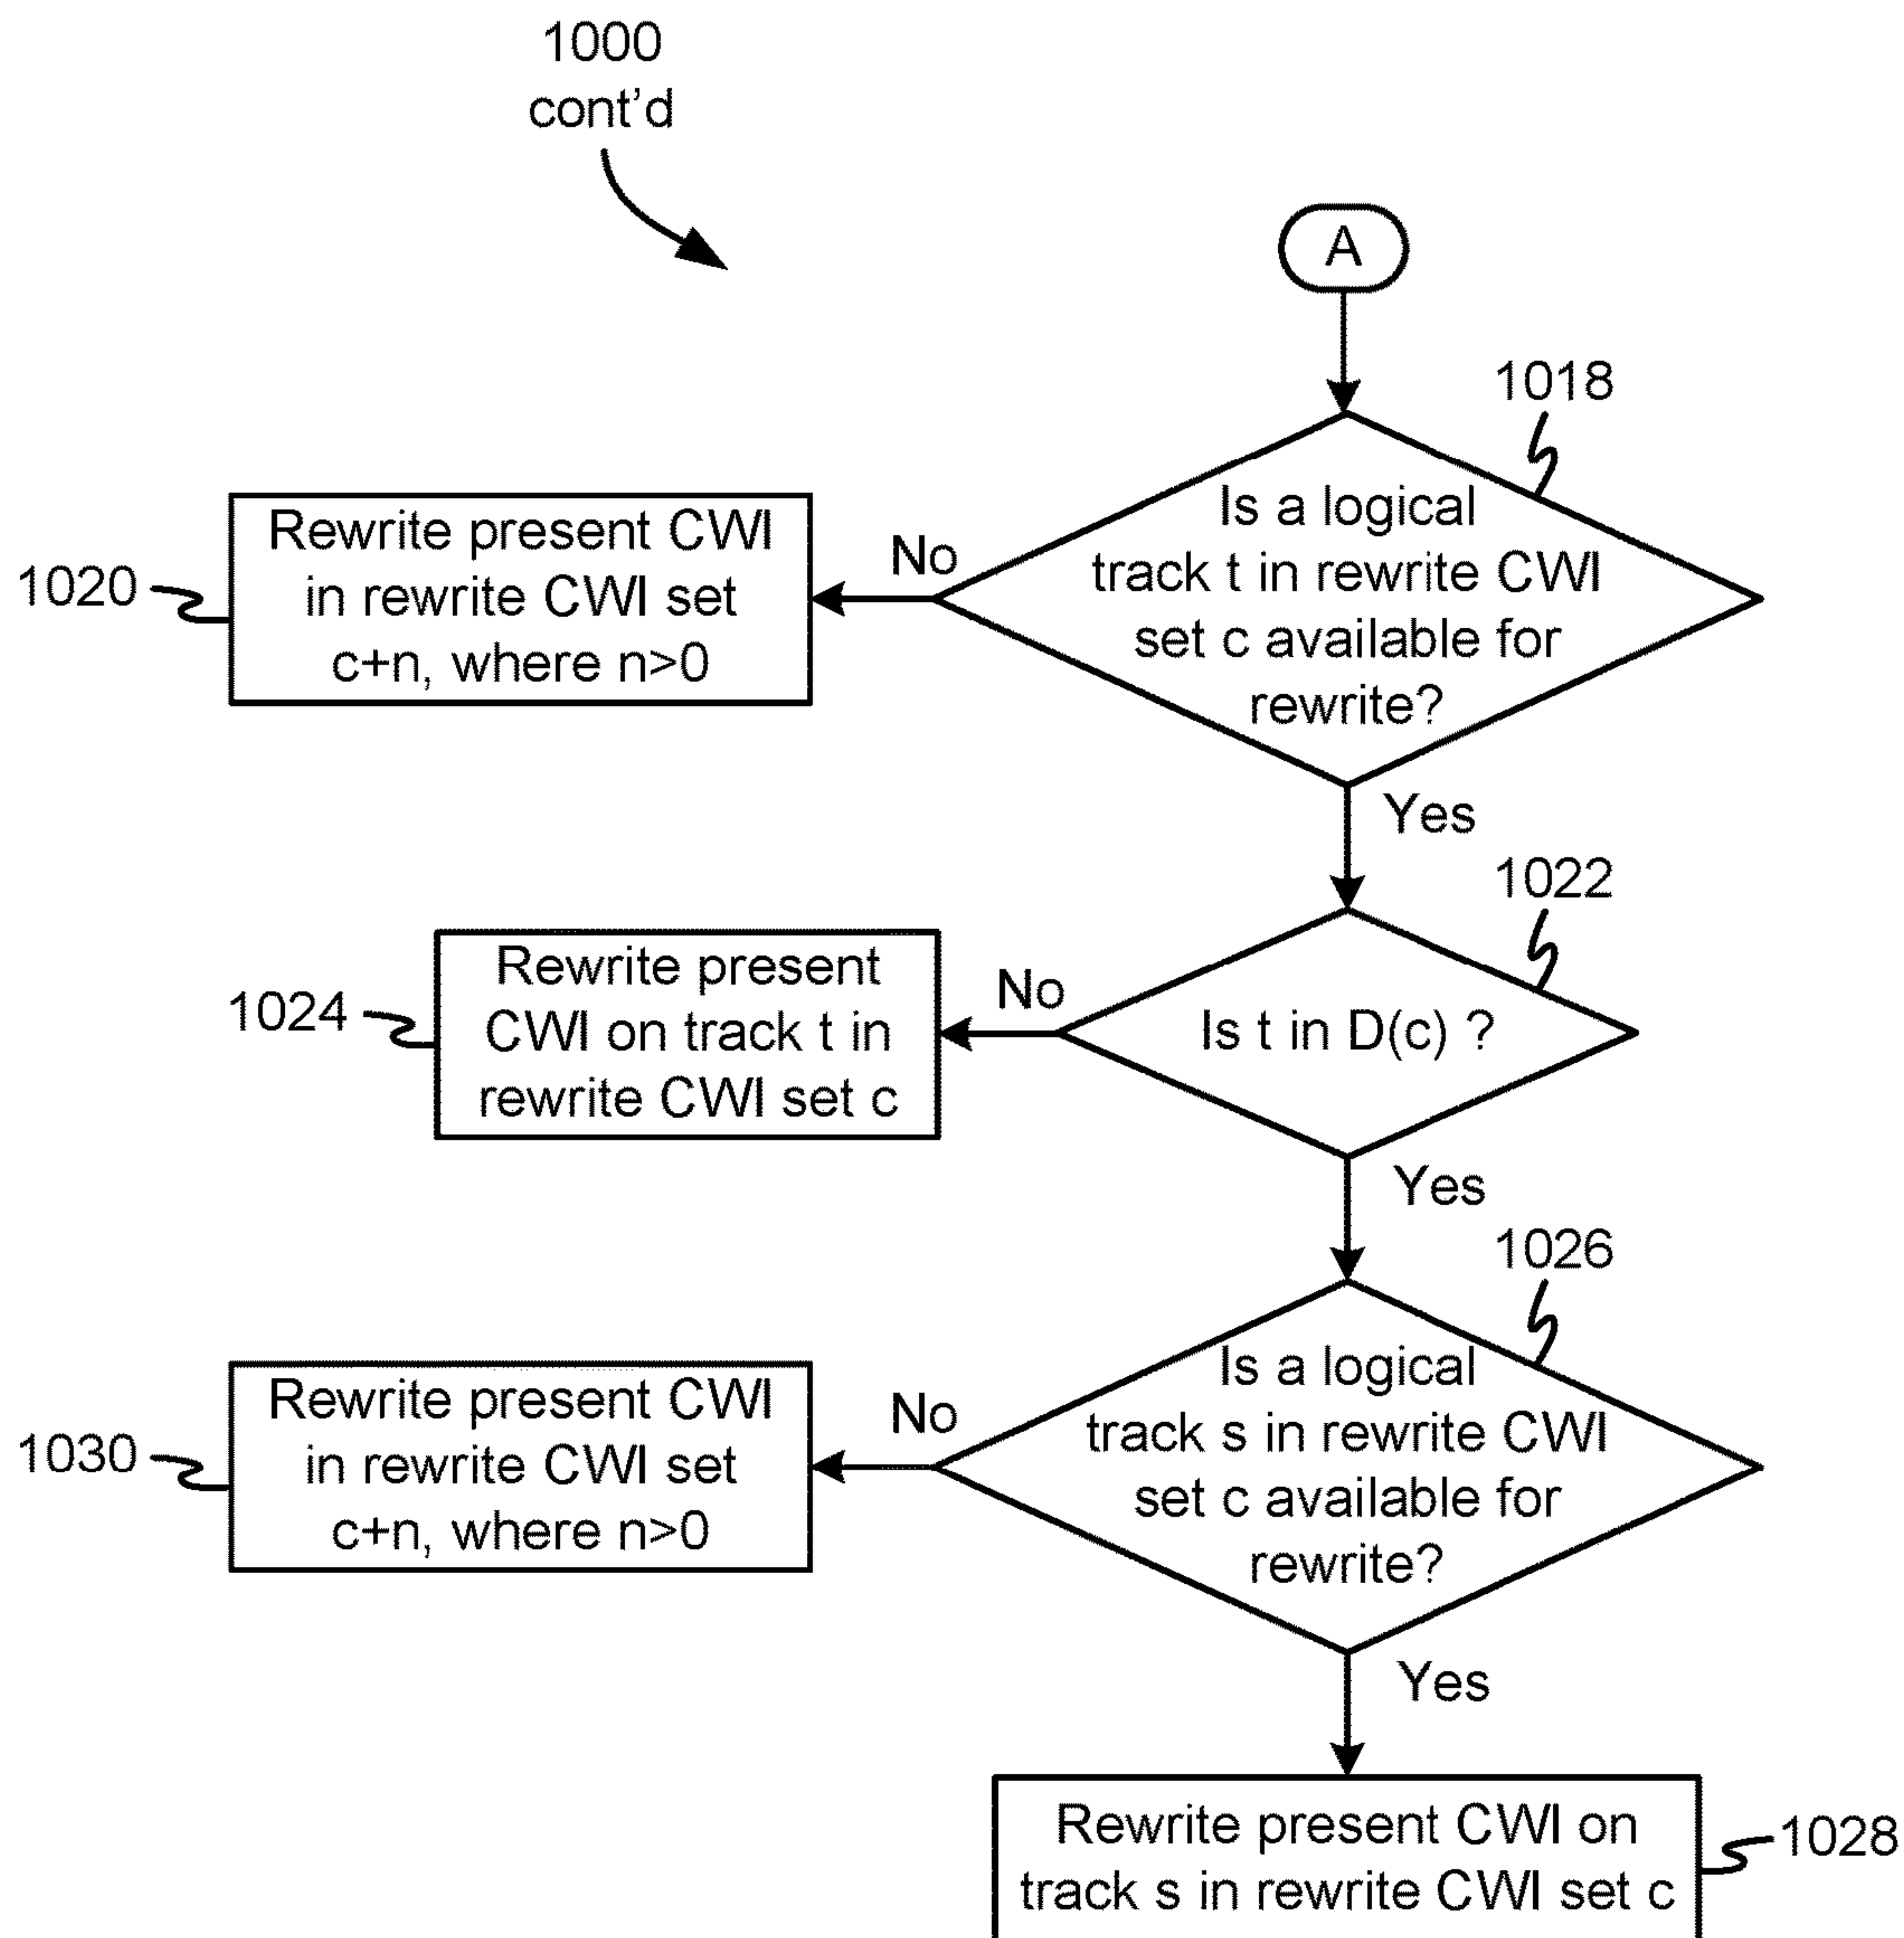 1000
cont’d
A
1018
Is a logical
track t in rewrite CWI
set c available for
rewrite?
No
1020
Rewrite present CWI
in rewrite CWI set
c+n, where n>0
Yes
1022
Is t in D(c) ?
No
1024
Rewrite present
CWI on track t in
rewrite CWI set c
Yes
1026
Is a logical
track s in rewrite CWI
set c available for
rewrite?
No
1030
Rewrite present CWI
in rewrite CWI set
c+n, where n>0
Yes
Rewrite present CWI on
track s in rewrite CWI set c
1028